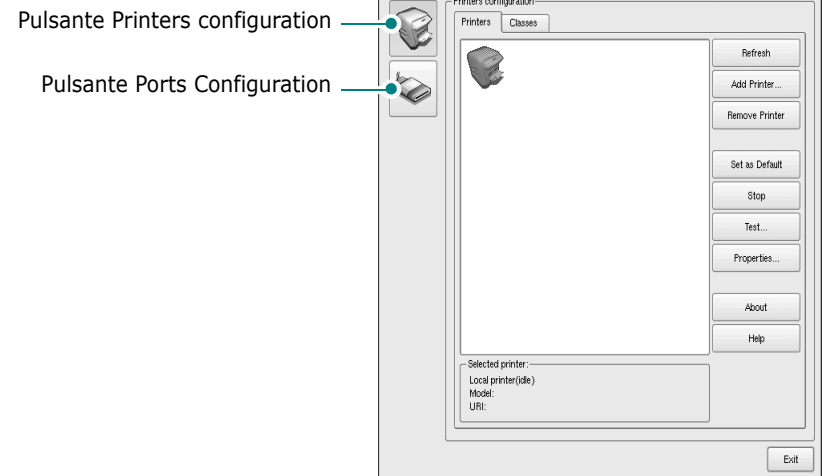 Pulsante Printers configuration
Pulsante Ports Configuration
Printers configuration
Printers
Classes
Refresh
Add Printer...
Remove Printer
Set as Default
Stop
Test...
Properties...
About
Help
Selected printer:
Local printer(idle)
Model:
URI:
Exit